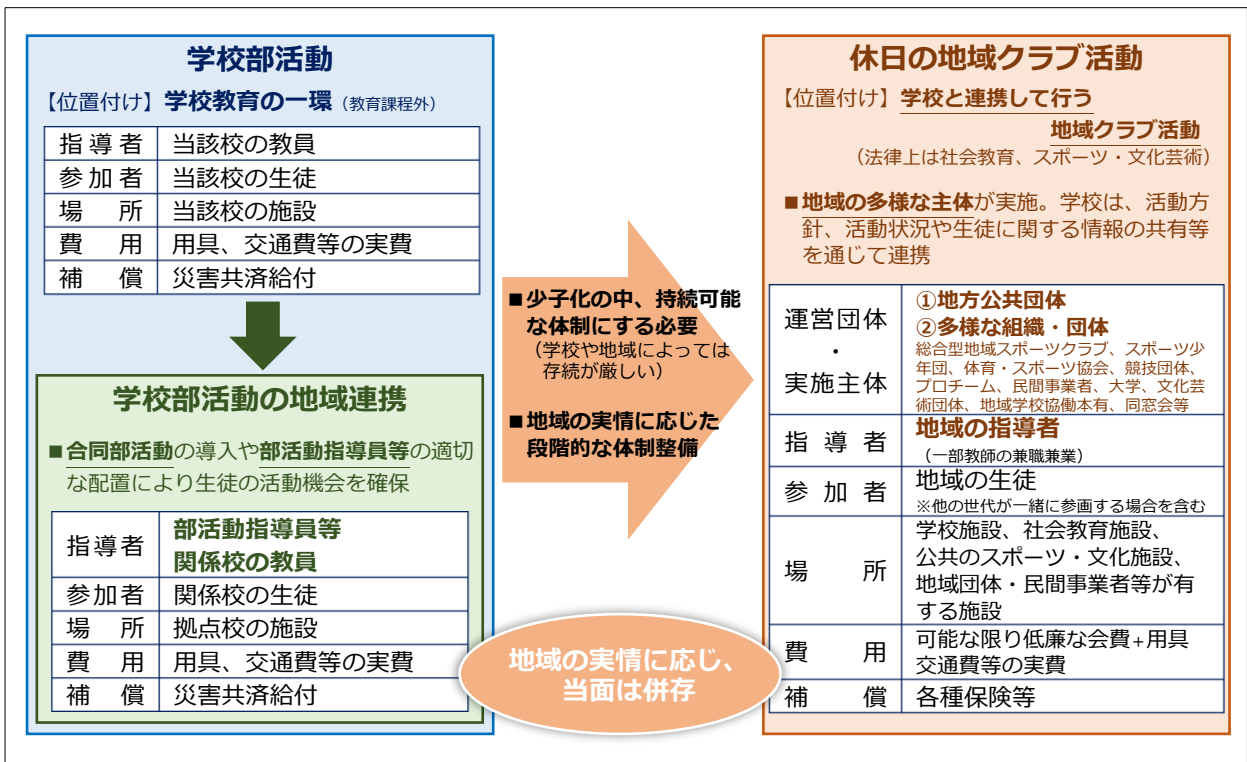 学校部活動
【位置付け】学校教育の一環（教育課程外）
指導者 当該校の教員
参加者 当該校の生徒
場所 当該校の施設
費用 用具、交通費等の実費
補償 災害共済給付
学校部活動の地域連携
■合同部活動の導入や部活動指導員等の適切
な配置により生徒の活動機会を確保
指導者 部活動指導員等
関係校の教員
参加者 関係校の生徒
場所 拠点校の施設
費用 用具、交通費等の実費
補償 災害共済給付
■少子化の中、持続可能
な体制にする必要
（学校や地域によっては
存続が厳しい）
■地域の実情に応じた
段階的な体制整備
地域の実情に応じ、
当面は併存
休日の地域クラブ活動
【位置付け】学校と連携して行う
地域クラブ活動
（法律上は社会教育、スポーツ・文化芸術）
■地域の多様な主体が実施。学校は、活動方
針、活動状況や生徒に関する情報の共有等
を通じて連携
運営団体
・
実施主体
①地方公共団体
②多様な組織・団体
総合型地域スポーツクラブ、スポーツ少
年団、体育・スポーツ協会、競技団体、
プロチーム、民間事業者、大学、文化芸
術団体、地域学校協働本有、同窓会等
指導者 地域の指導者
（一部教師の兼職兼業）
参加者 地域の生徒
※他の世代が一緒に参画する場合を含む
場所 学校施設、社会教育施設、
公共のスポーツ・文化施設、
地域団体・民間事業者等が有
する施設
費用 可能な限り低廉な会費+用具
交通費等の実費
補償 各種保険等